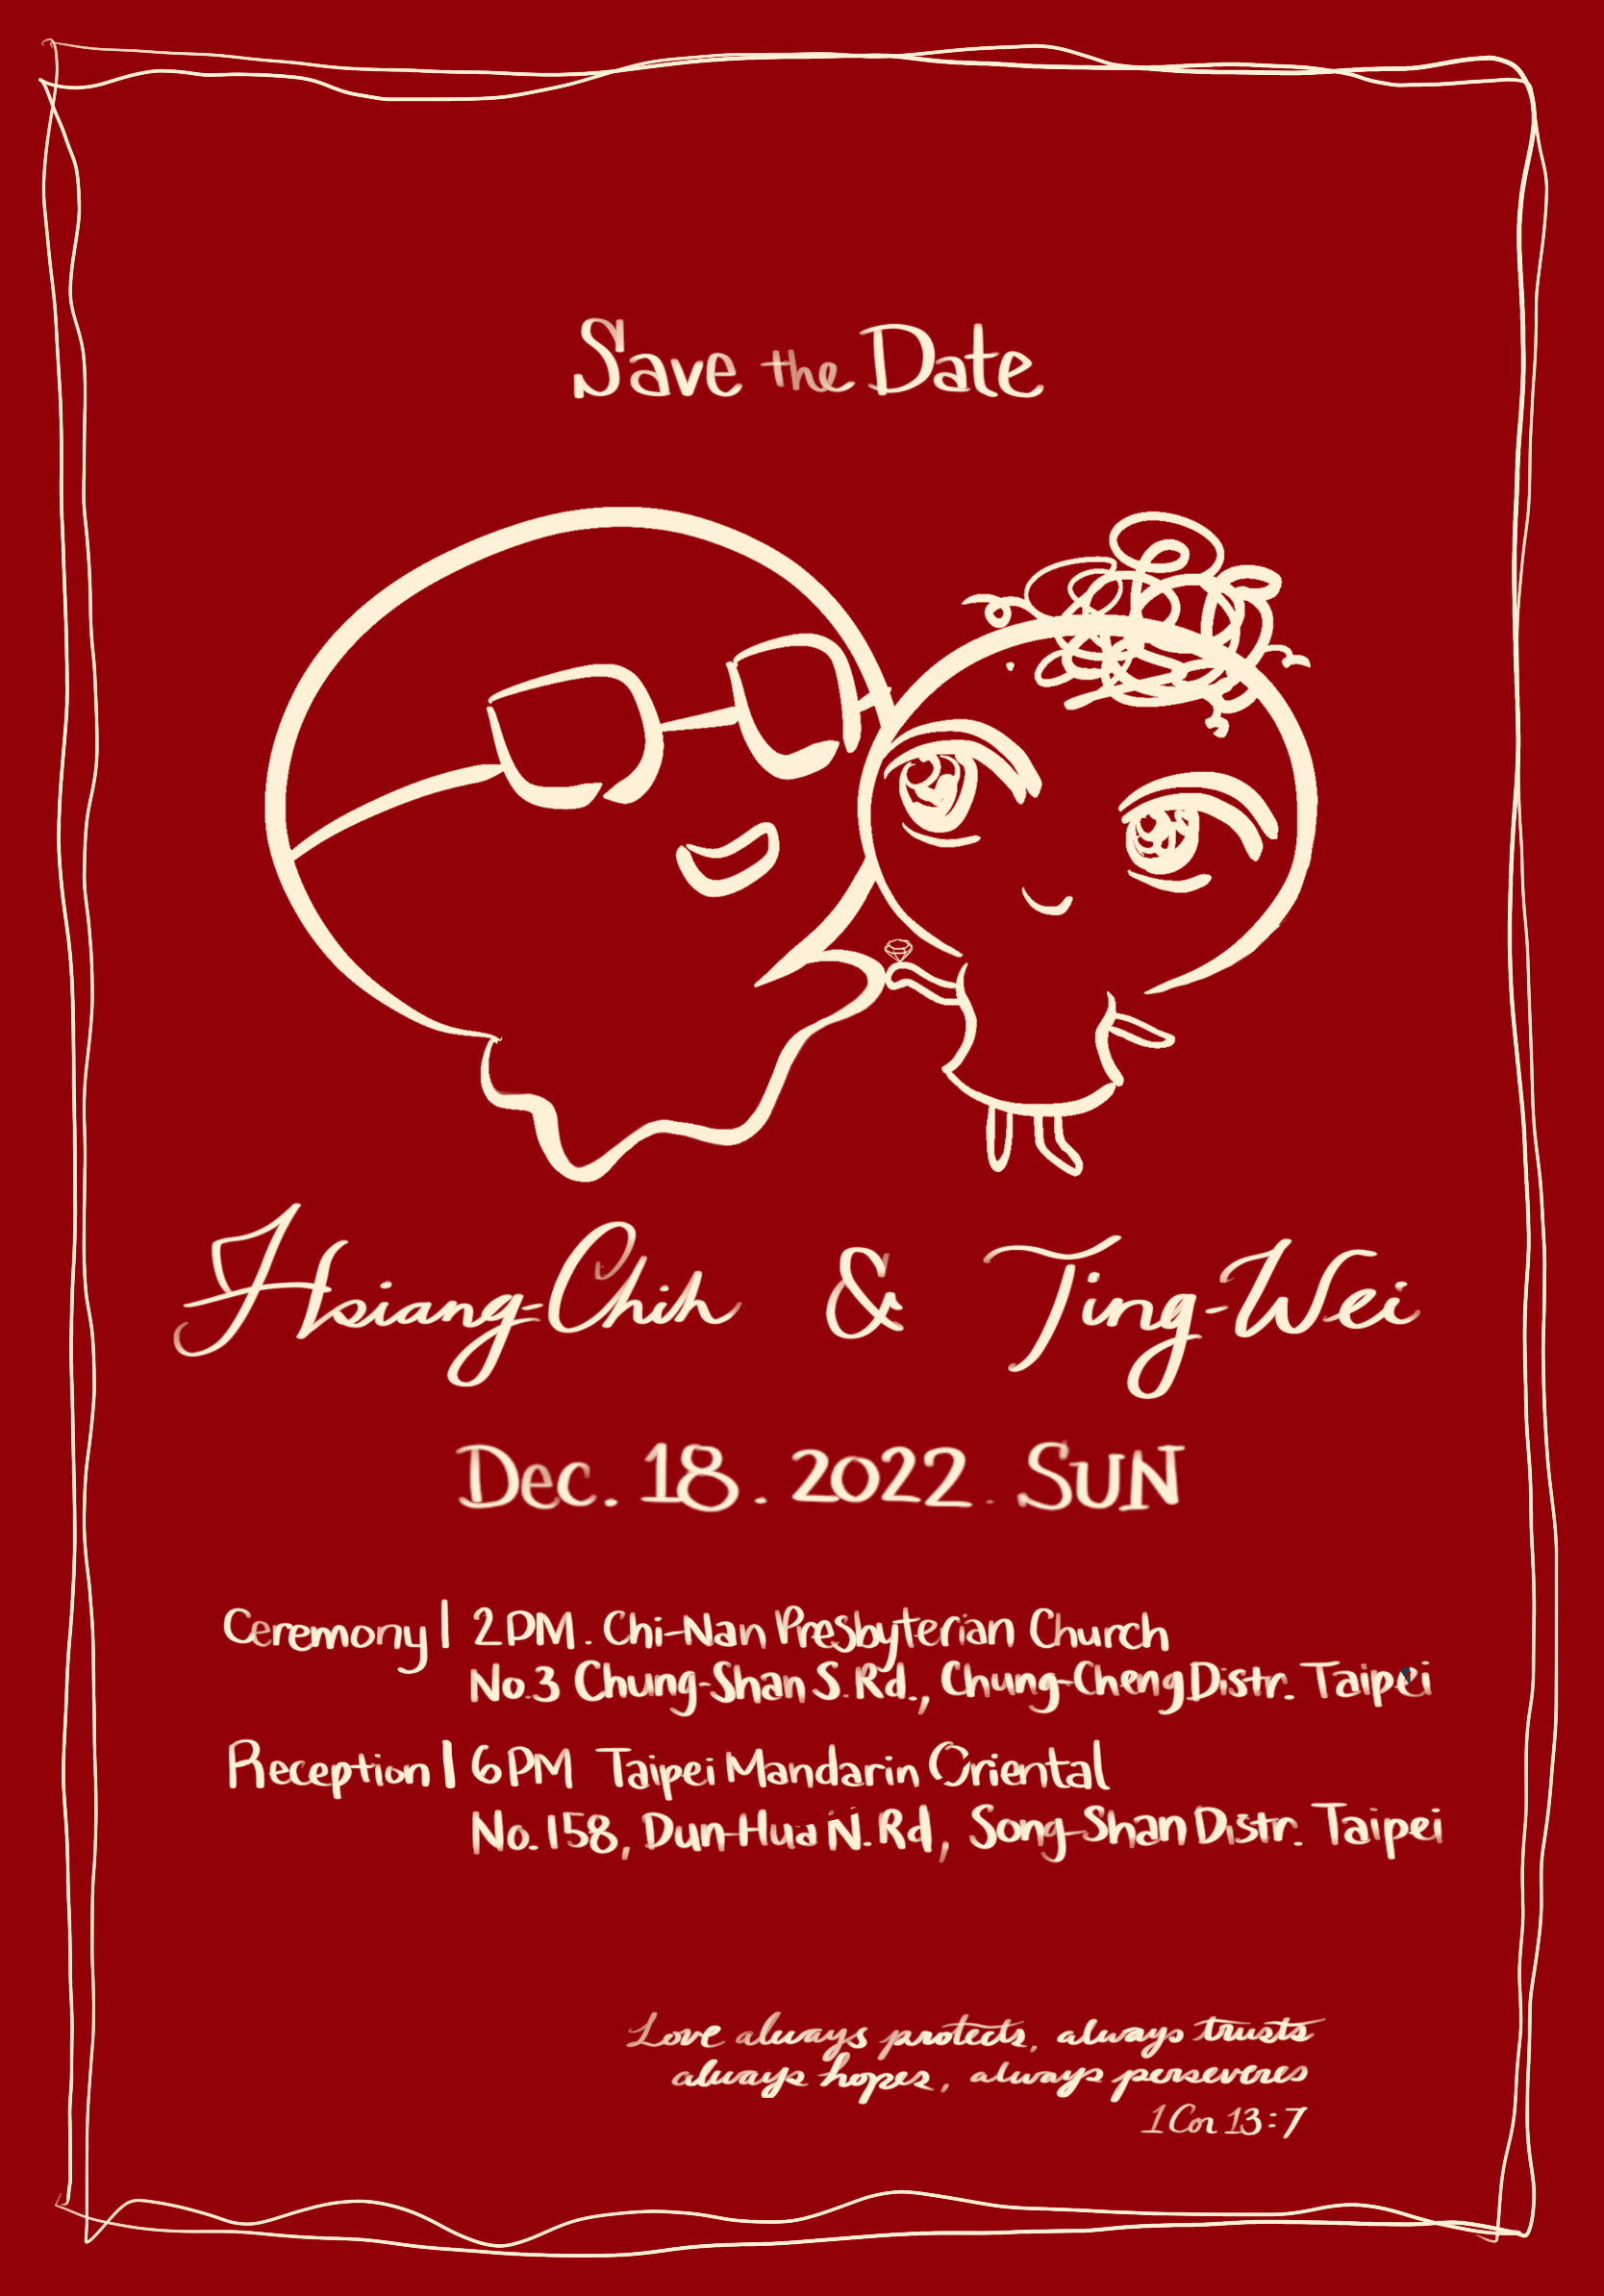 Save the Date
Hsiang-Chih & Ting-Wei
Dec. 18. 2022. SUN
Ceremony | 2PM. Chi-Nan Presbyterian Church
No.3 Chung-Shan S. Rd., Chung-Cheng Distr. Taipei
Reception | 6PM Taipei Mandarin Oriental
No. 158, Dun-Hua N. Rd, Song-Shan Distr. Taipei
Love always protects, always trusts
always hopes, always perseveres
1 Cor 13:7